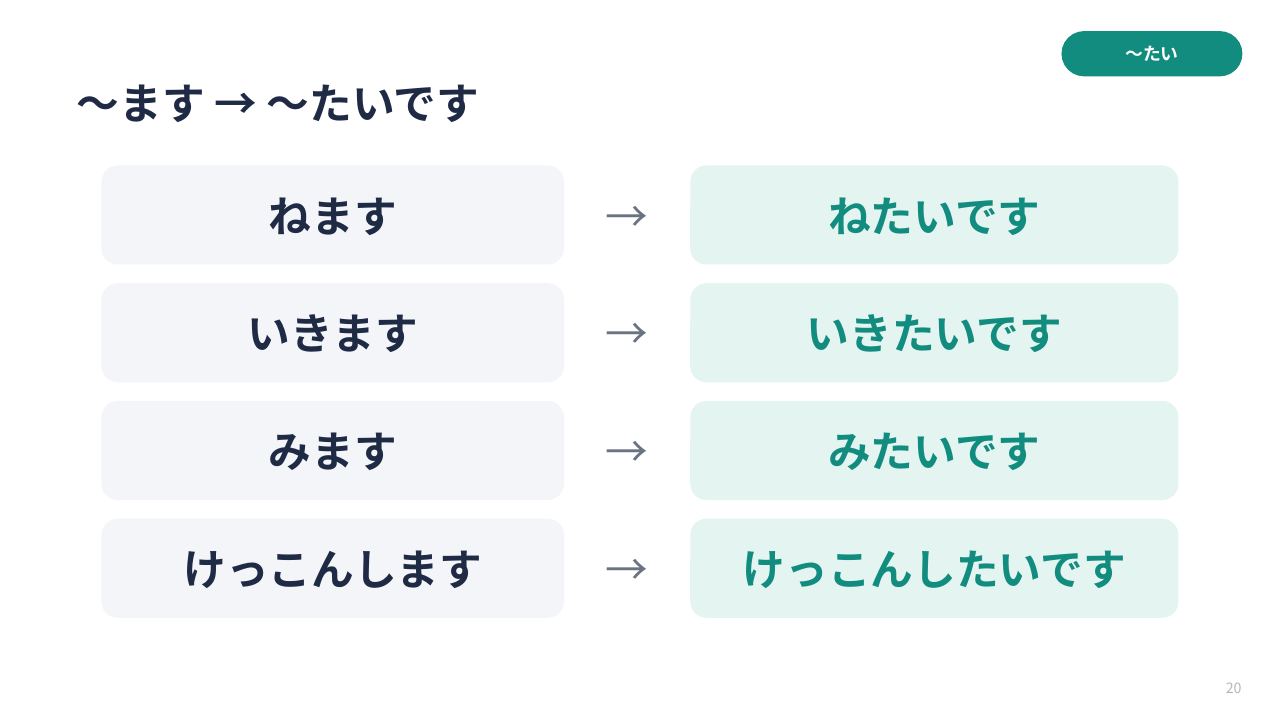 〜たい
〜ます → 〜たいです
ねます → ねたいです
いきます → いきたいです
みます → みたいです
けっこんします → けっこんしたいです
20